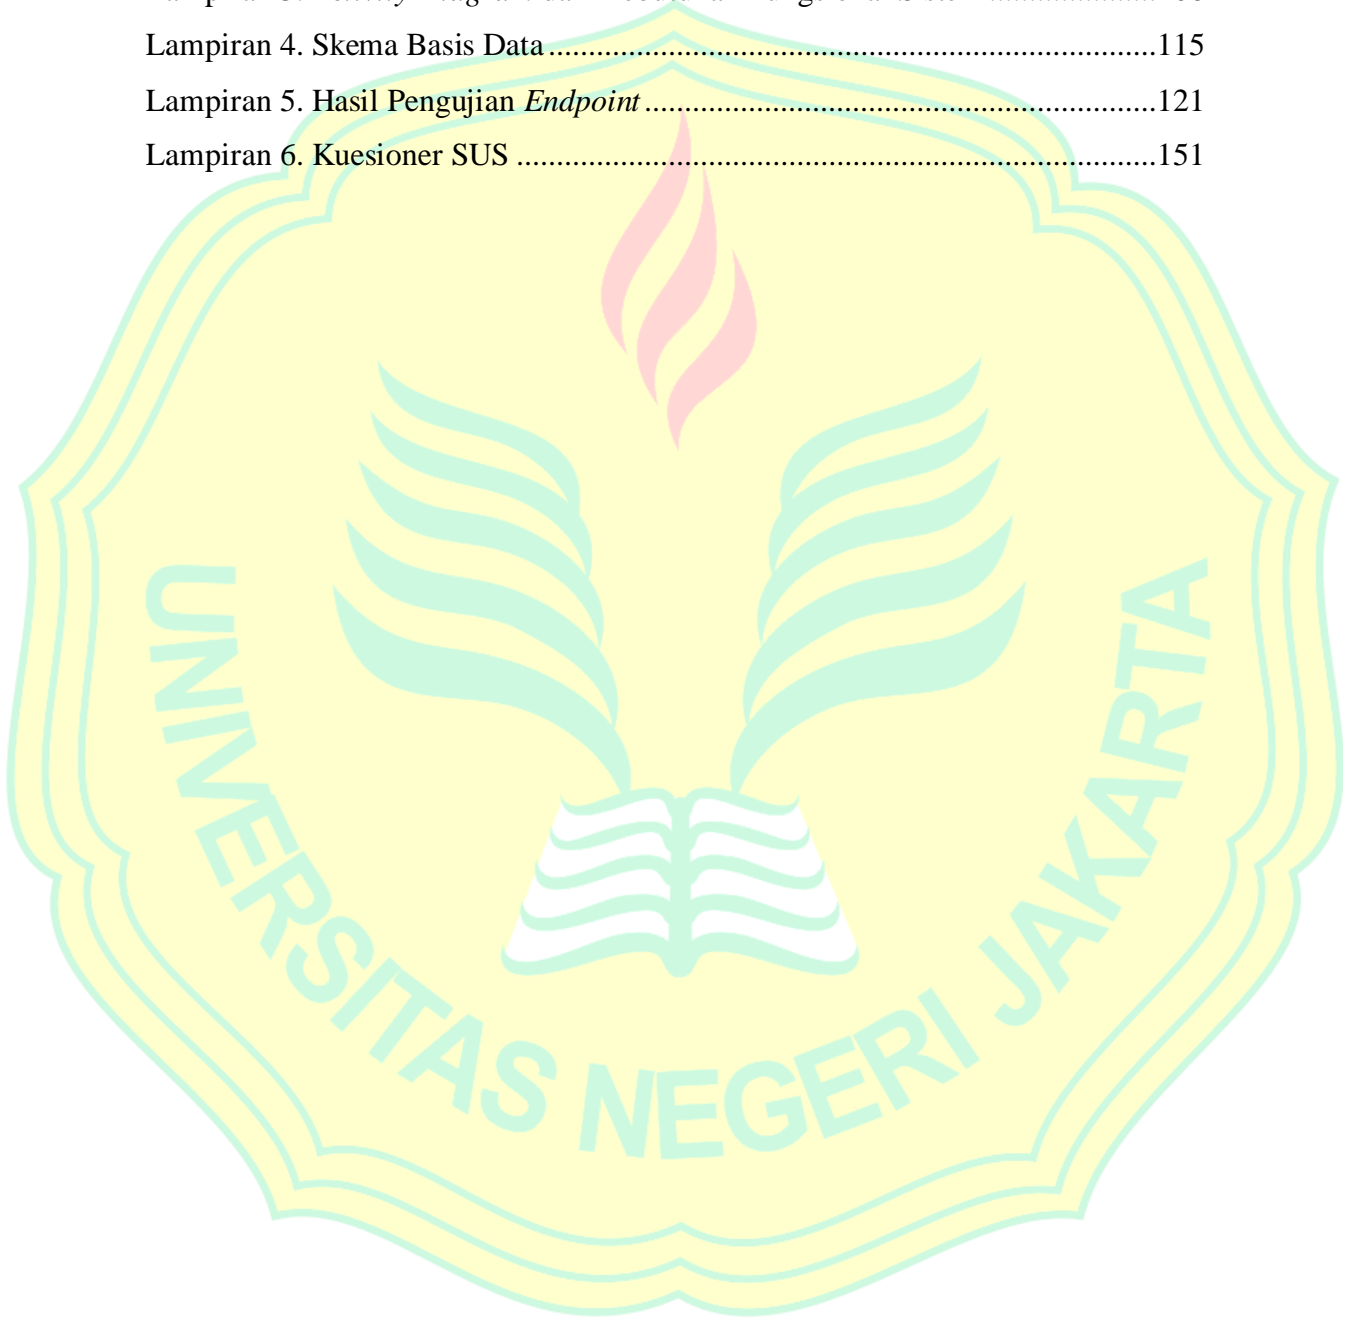 Lampiran 4. Skema Basis Data............................................................................115
Lampiran 5. Hasil Pengujian Endpoint................................................................121
Lampiran 6. Kuesioner SUS ................................................................................151
UNIVERSITAS NEGERI JAKARTA